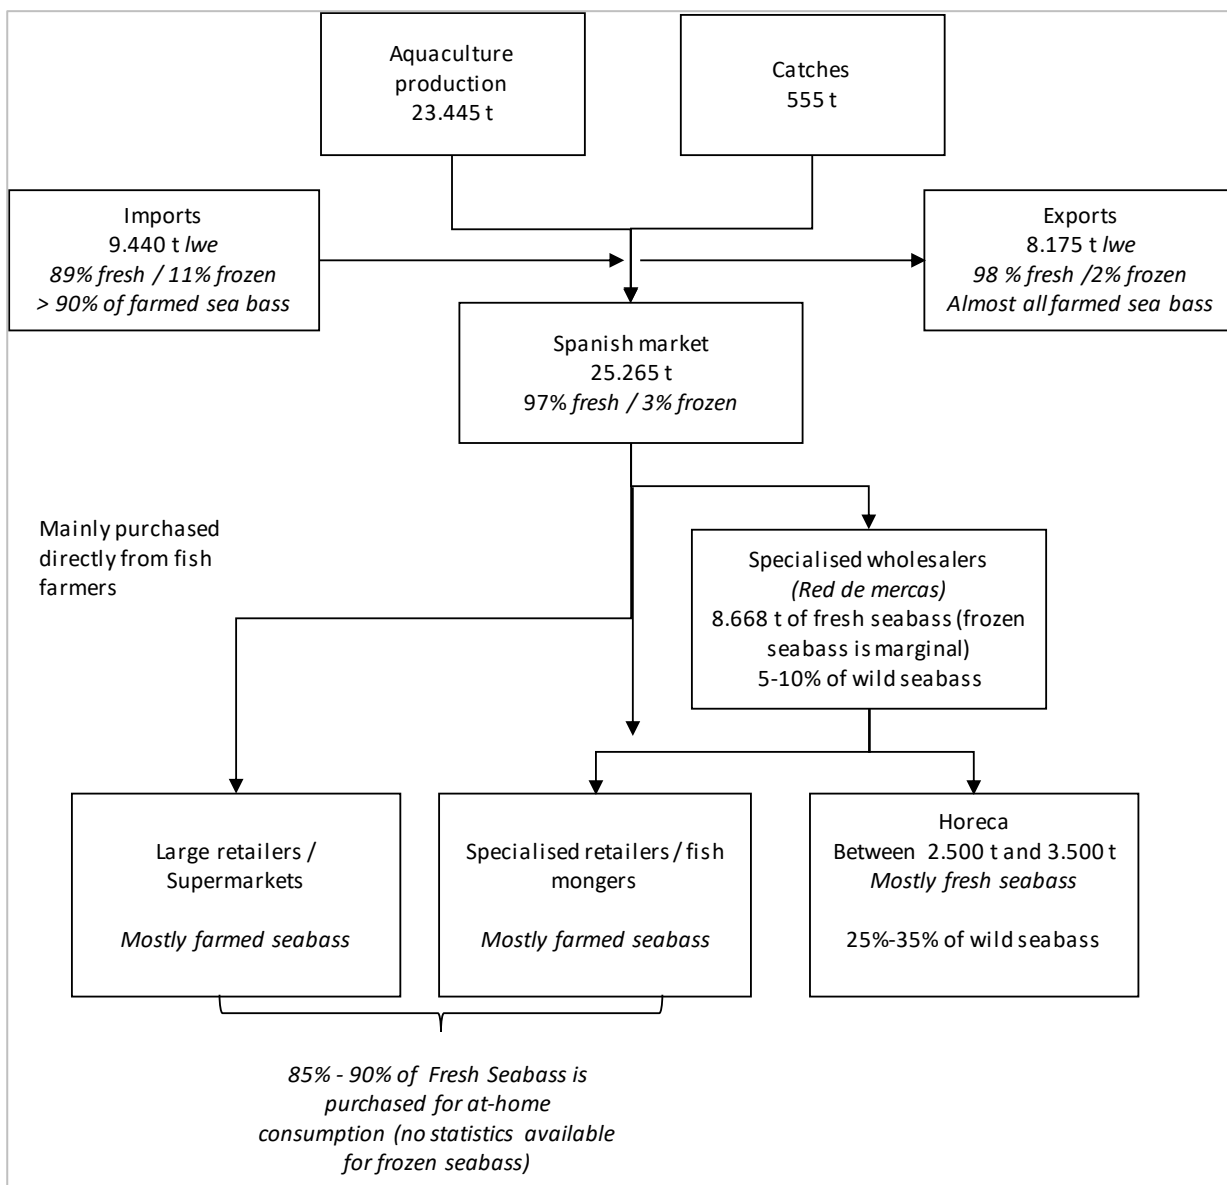 Aquaculture
production
23.445 t
Catches
555 t
Imports
9.440 t lwe
89% fresh / 11% frozen
> 90% of farmed sea bass
Exports
8.175 t lwe
98 % fresh /2% frozen
Almost all farmed sea bass
Spanish market
25.265 t
97% fresh / 3% frozen
Mainly purchased
directly from fish
farmers
Specialised wholesalers
(Red de mercas)
8.668 t of fresh seabass (frozen
seabass is marginal)
5-10% of wild seabass
Large retailers /
Supermarkets
Mostly farmed seabass
Specialised retailers / fish
mongers
Mostly farmed seabass
Horeca
Between 2.500 t and 3.500 t
Mostly fresh seabass
25%-35% of wild seabass
85% - 90% of Fresh Seabass is
purchased for at-home
consumption (no statistics available
for frozen seabass)